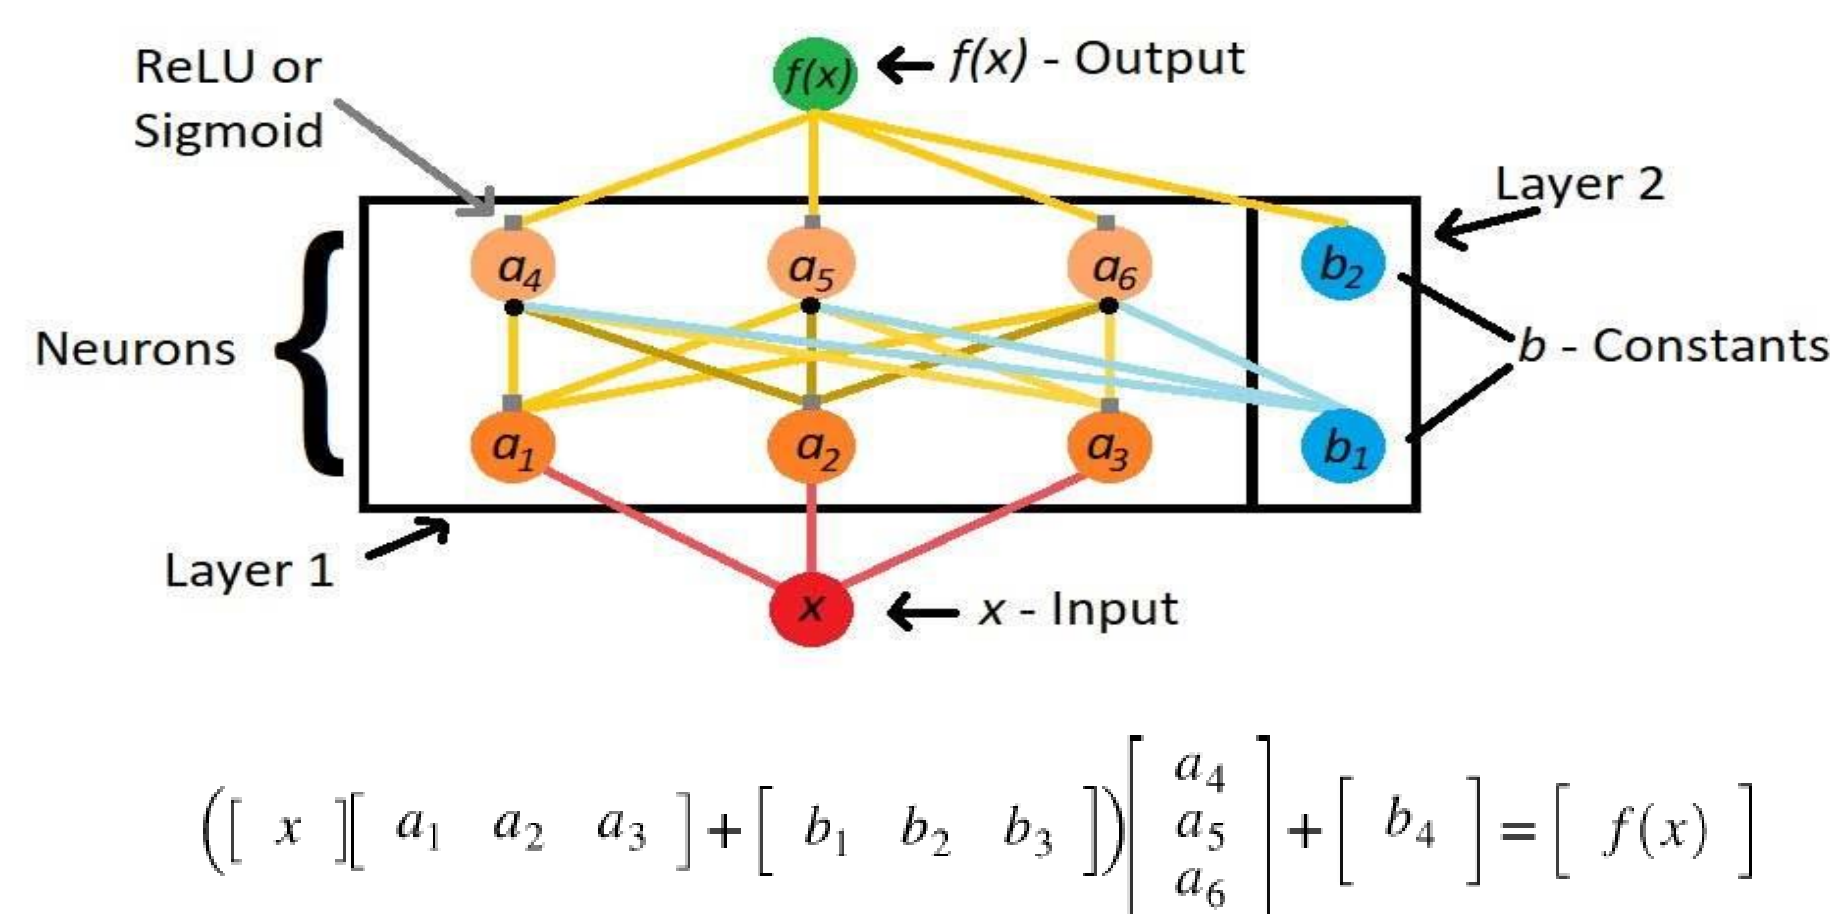 ReLU or
Sigmoid
f(x)
f(x) - Output
Layer 2
a4 a5 a6 b2
Neurons
b - Constants
a1 a2 a3 b1
Layer 1
x
x - Input
([ x ][ a1 a2 a3 ] + [ b1 b2 b3 ]) [ a4 a5 a6 ] + [ b4 ] = [ f(x) ]